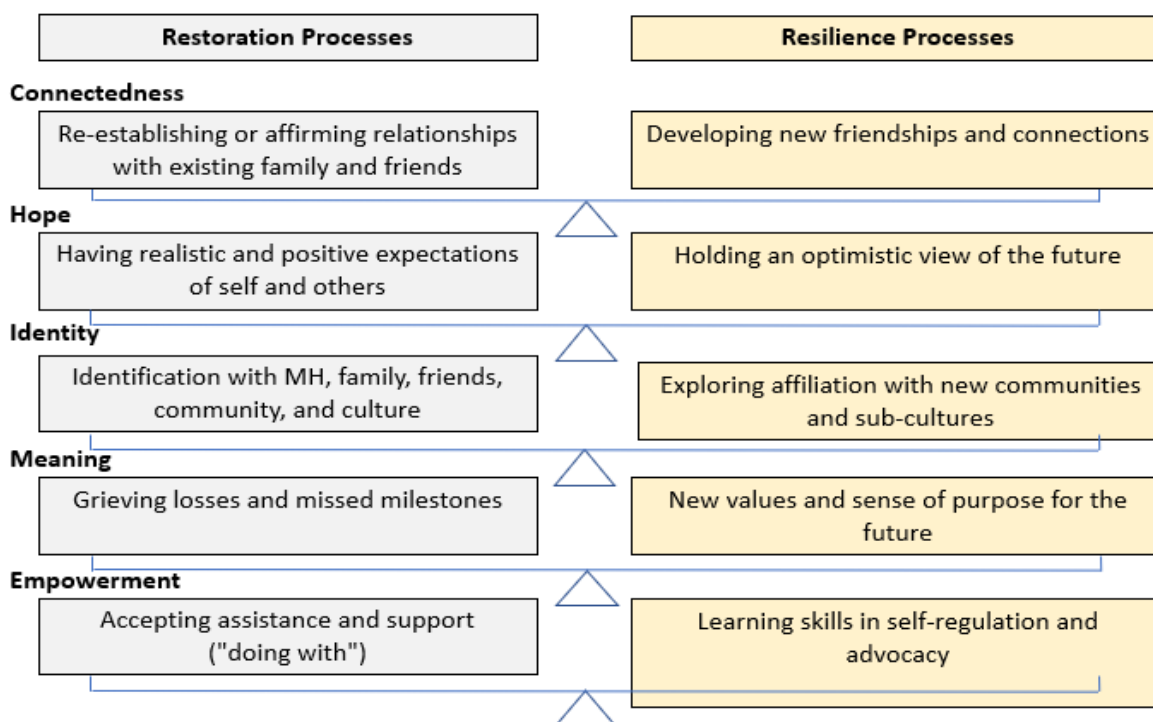 Restoration Processes
Resilience Processes
Connectedness
Re-establishing or affirming relationships
with existing family and friends
Developing new friendships and connections
Hope
Having realistic and positive expectations
of self and others
Holding an optimistic view of the future
Identity
Identification with MH, family, friends,
community, and culture
Exploring affiliation with new communities
and sub-cultures
Meaning
Grieving losses and missed milestones
New values and sense of purpose for the
future
Empowerment
Accepting assistance and support
("doing with")
Learning skills in self-regulation and
advocacy